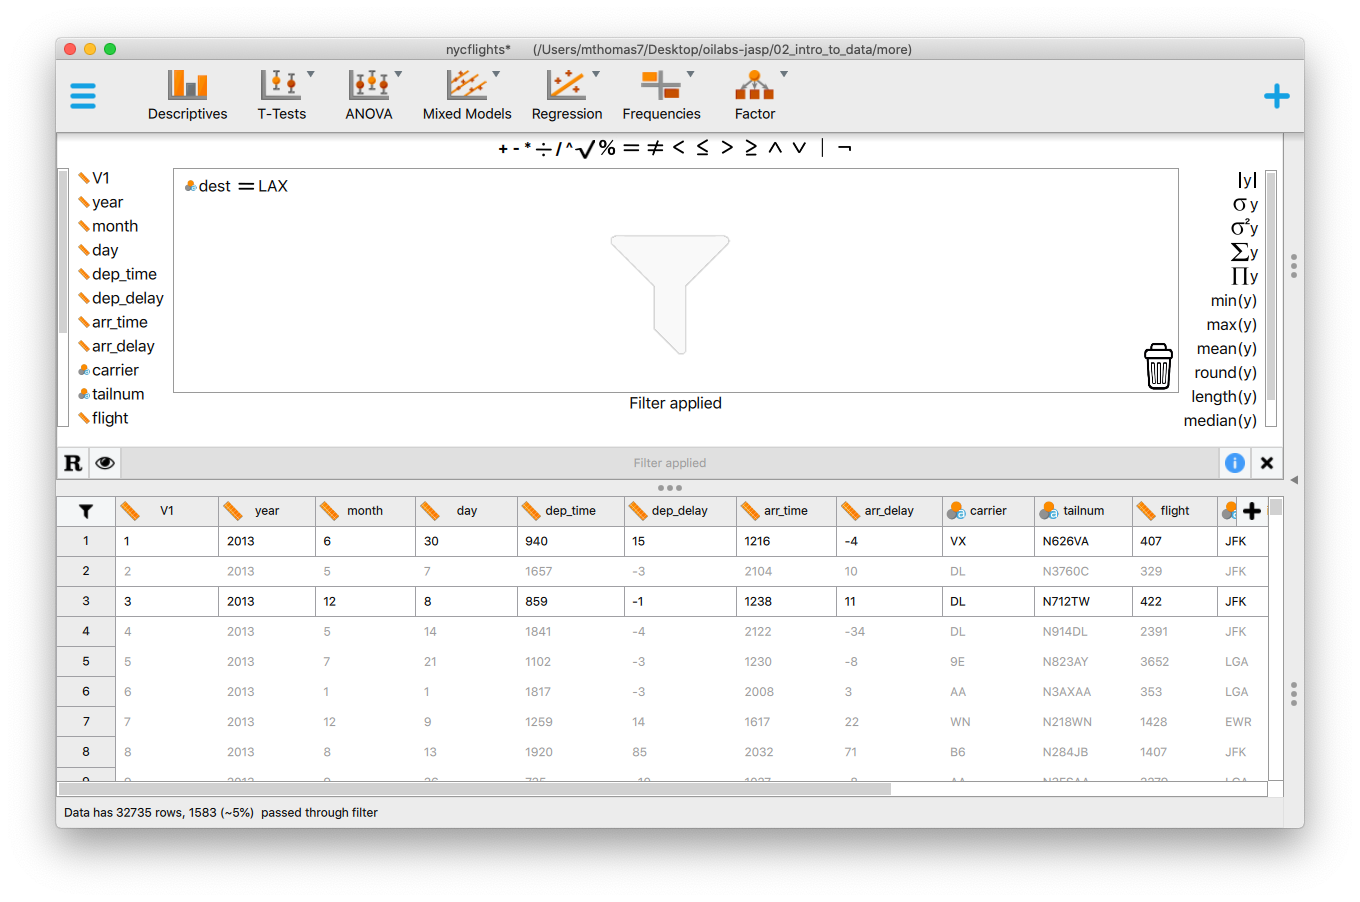 nycflights* (/Users/mthomas7/Desktop/oilabs-jasp/02_intro_to_data/more)
Descriptives T-Tests ANOVA Mixed Models Regression Frequencies Factor
+ - * ÷ / ^ √ % = ≠ < ≤ > ≥ ∧ ∨ | ¬
V1
year
month
day
dep_time
dep_delay
arr_time
arr_delay
carrier
tailnum
flight
dest = LAX
|y|
σ y
σ²y
∑y
∏y
min(y)
max(y)
mean(y)
round(y)
length(y)
median(y)
Filter applied
R Filter applied i
V1 year month day dep_time dep_delay arr_time arr_delay carrier tailnum flight
1 1 2013 6 30 940 15 1216 -4 VX N626VA 407 JFK
2 2 2013 5 7 1657 -3 2104 10 DL N3760C 329 JFK
3 3 2013 12 8 859 -1 1238 11 DL N712TW 422 JFK
4 4 2013 5 14 1841 -4 2122 -34 DL N914DL 2391 JFK
5 5 2013 7 21 1102 -3 1230 -8 9E N823AY 3652 LGA
6 6 2013 1 1 1817 -3 2008 3 AA N3AXAA 353 LGA
7 7 2013 12 9 1259 14 1617 22 WN N218WN 1428 EWR
8 8 2013 8 13 1920 85 2032 71 B6 N284JB 1407 JFK
Data has 32735 rows, 1583 (~5%) passed through filter